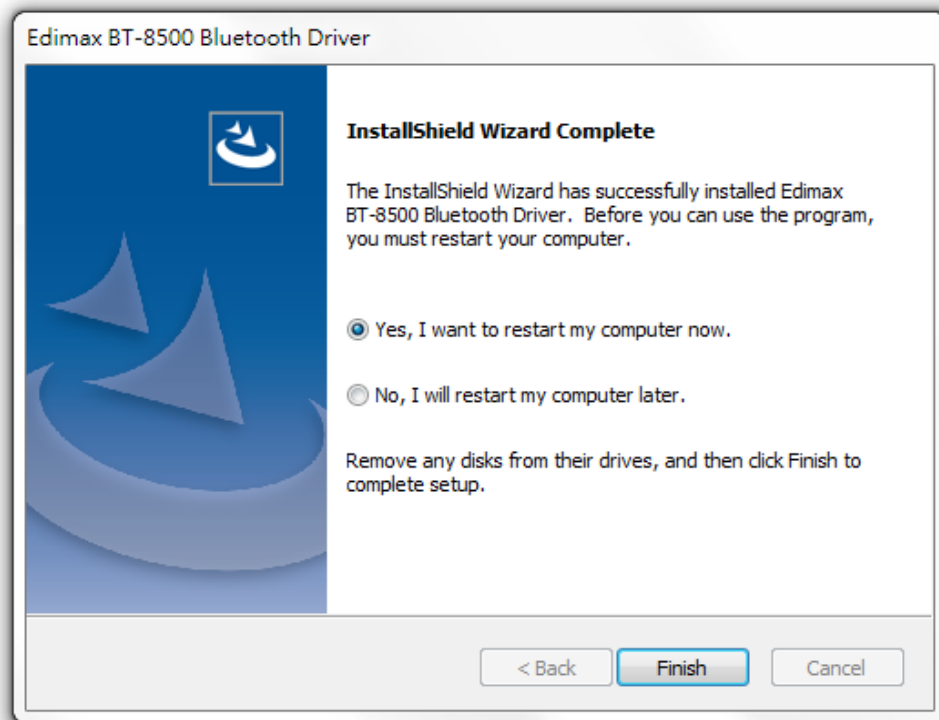 Edimax BT-8500 Bluetooth Driver
InstallShield Wizard Complete
The InstallShield Wizard has successfully installed Edimax
BT-8500 Bluetooth Driver.  Before you can use the program,
you must restart your computer.
Yes, I want to restart my computer now.
No, I will restart my computer later.
Remove any disks from their drives, and then click Finish to
complete setup.
< Back Finish Cancel